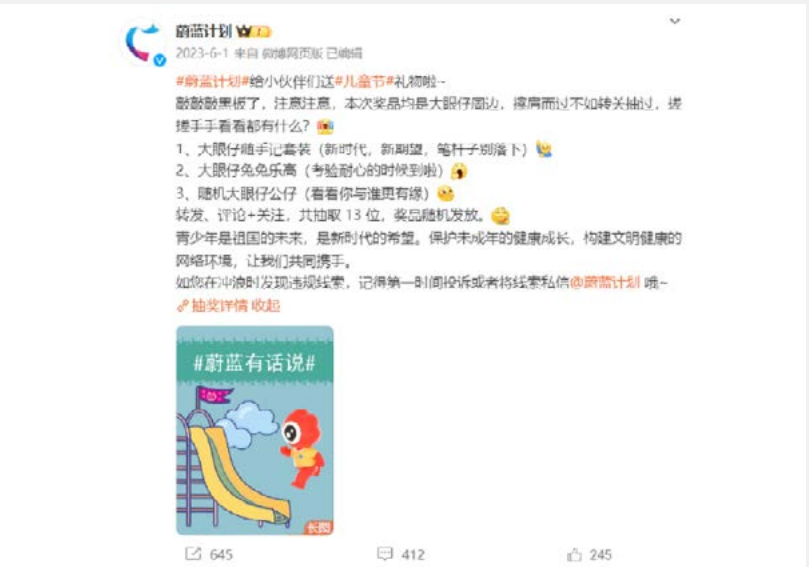 蔚蓝计划
2023-6-1 来自 微博网页版 已编辑
#蔚蓝计划#给小伙伴们送#儿童节#礼物啦~
敲敲敲黑板了，注意注意，本次奖品均是大眼仔周边，擦肩而过不如转关抽过，搓
搓手手看看都有什么？
1、大眼仔随手记套装（新时代，新期望，笔杆子别落下）
2、大眼仔兔兔乐高（考验耐心的时候到啦）
3、随机大眼仔公仔（看看你与谁更有缘）
转发、评论+关注，共抽取 13 位，奖品随机发放。
青少年是祖国的未来，是新时代的希望。保护未成年的健康成长，构建文明健康的
网络环境，让我们共同携手。
如您在冲浪时发现违规线索，记得第一时间投诉或者将线索私信@蔚蓝计划 哦~
抽奖详情 收起
#蔚蓝有话说#
长图
645
412
245